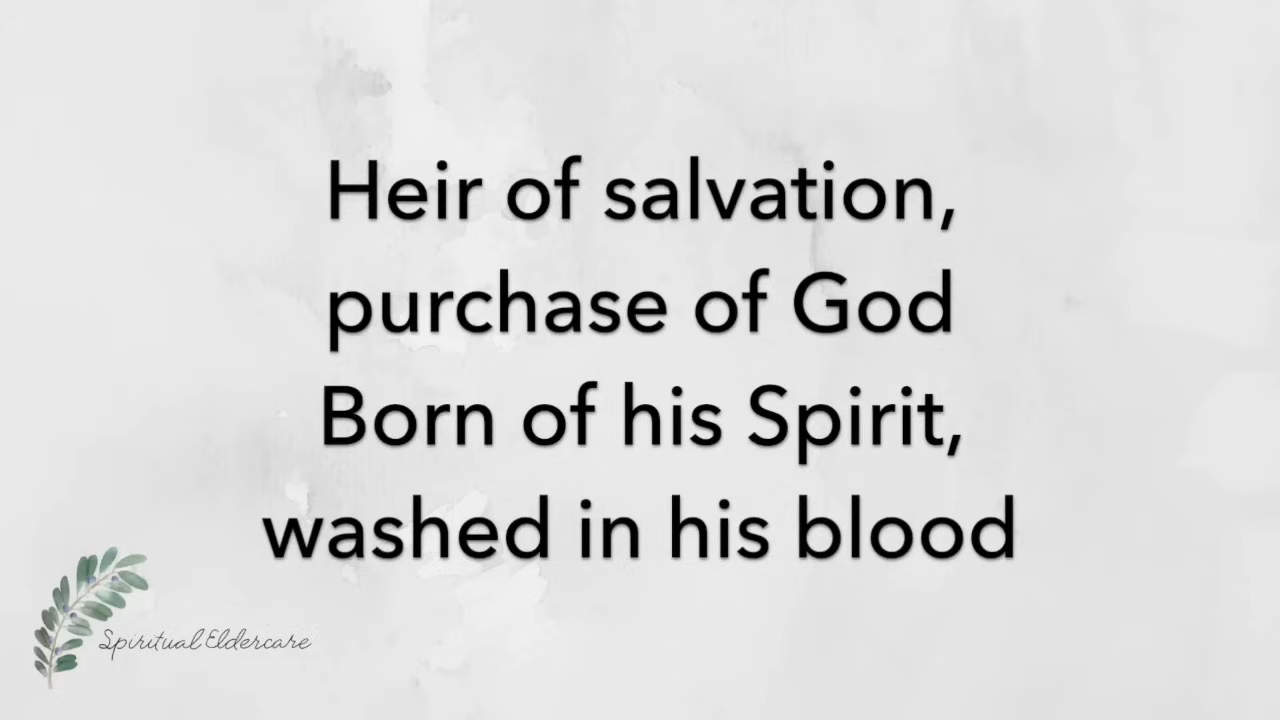 Heir of salvation,
purchase of God
Born of his Spirit,
washed in his blood
Spiritual Eldercare